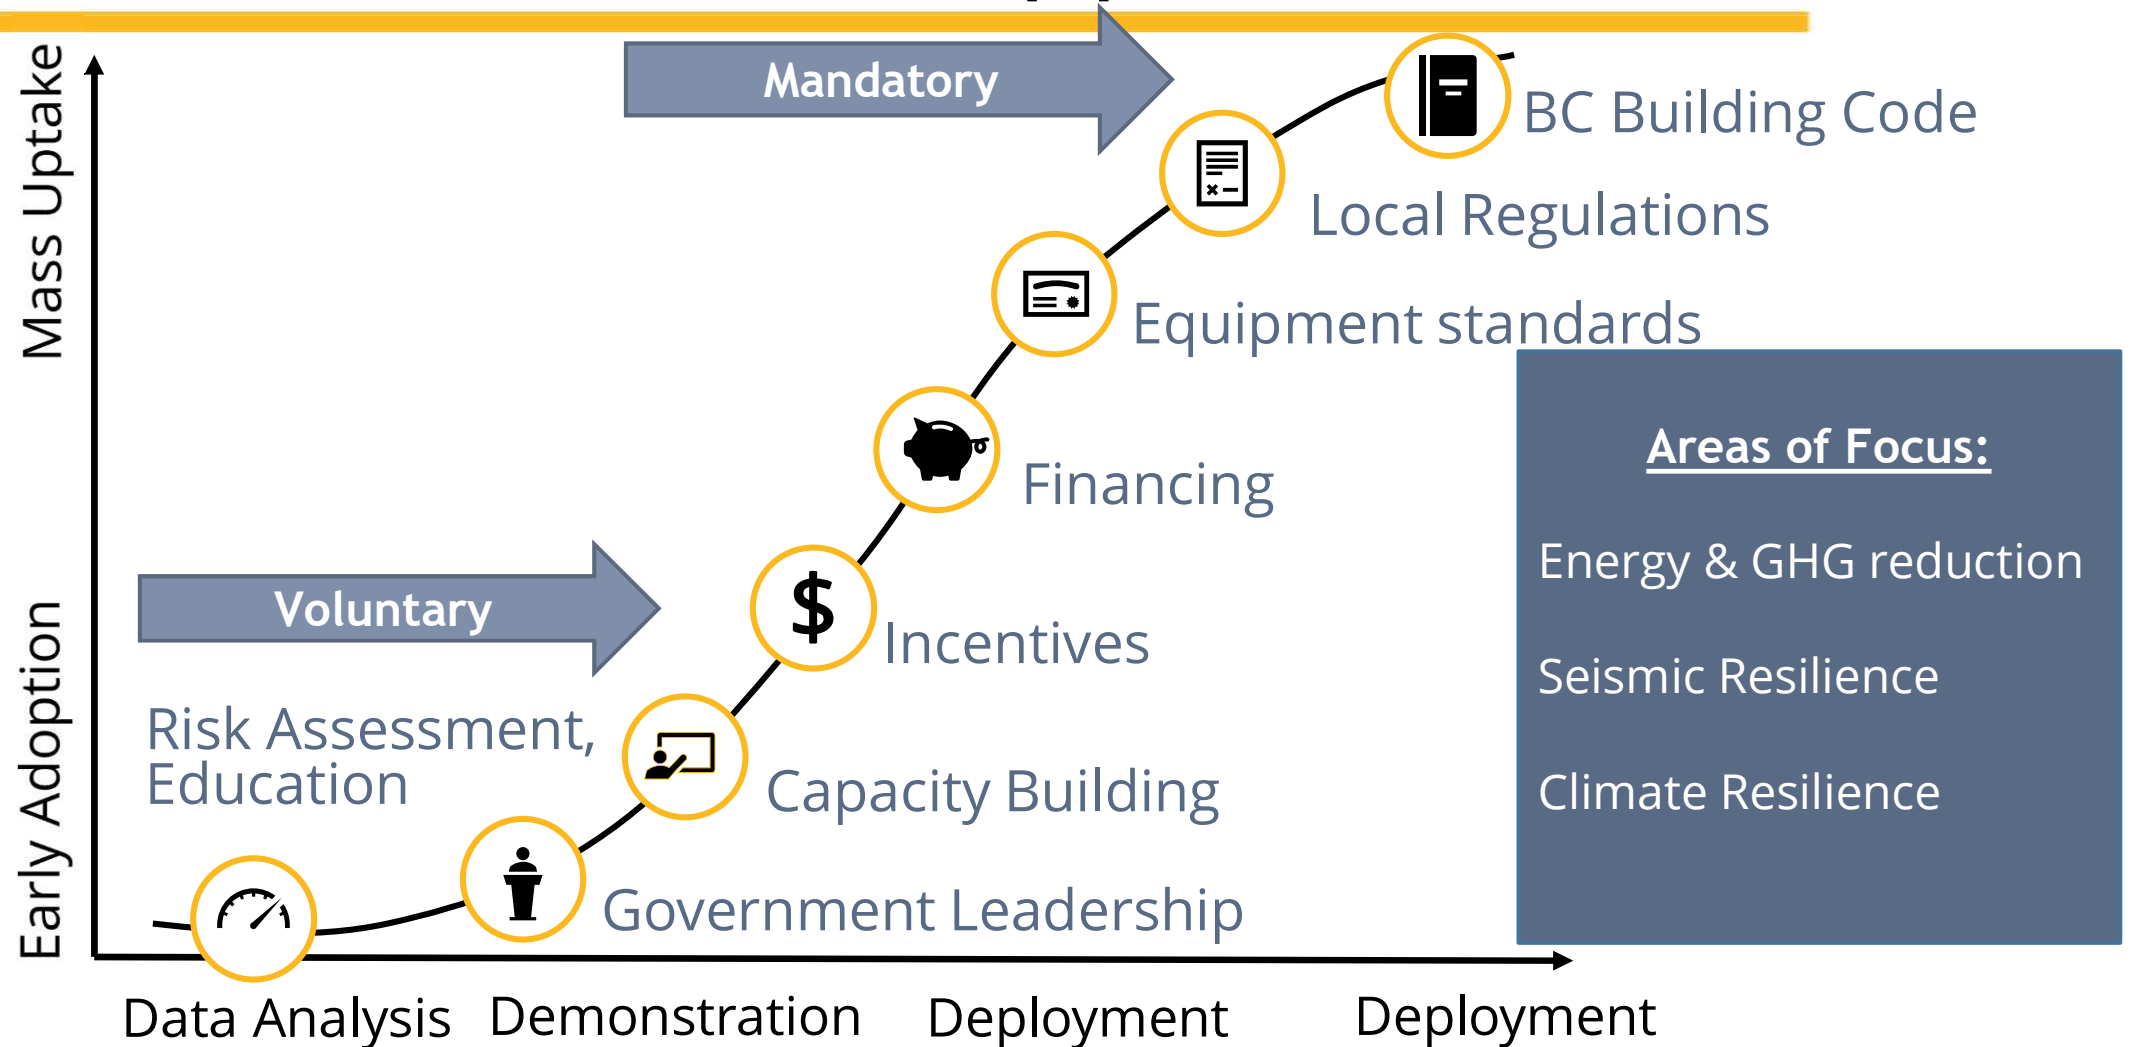 Mass Uptake
Early Adoption
Mandatory
BC Building Code
Local Regulations
Equipment standards
Financing
Voluntary
$
Incentives
Risk Assessment,
Education
Capacity Building
Government Leadership
Areas of Focus:
Energy & GHG reduction
Seismic Resilience
Climate Resilience
Data Analysis
Demonstration
Deployment
Deployment